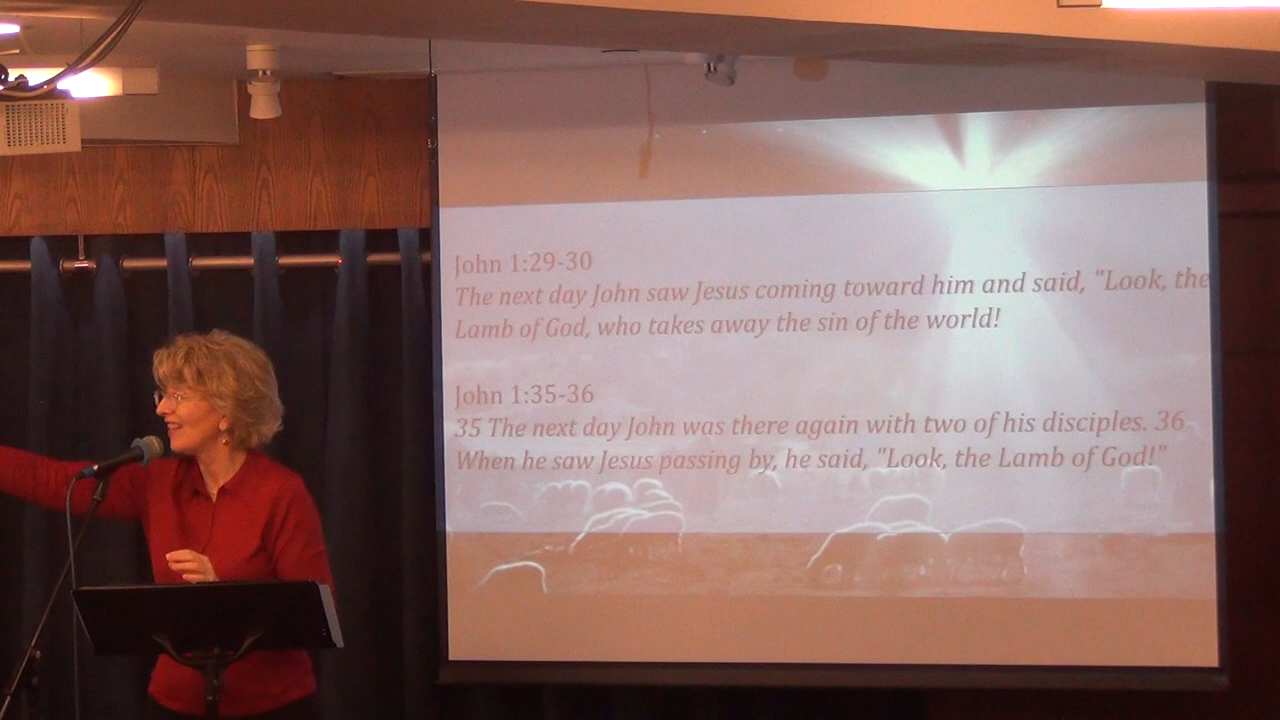 John 1:29-30
The next day John saw Jesus coming toward him and said, "Look, the
Lamb of God, who takes away the sin of the world!
John 1:35-36
35 The next day John was there again with two of his disciples. 36
When he saw Jesus passing by, he said, "Look, the Lamb of God!"